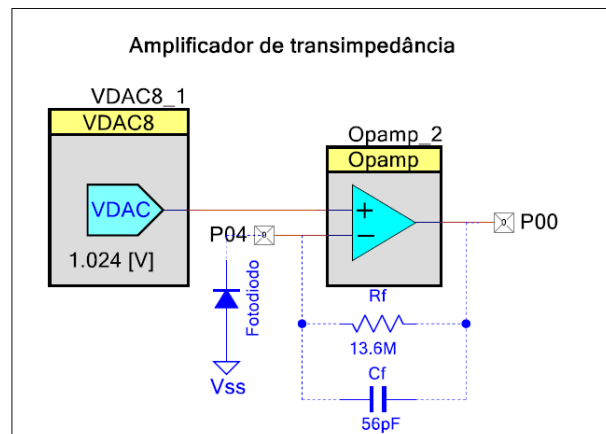 Amplificador de transimpedância
VDAC8_1
VDAC8
VDAC
1.024 [V]
Opamp_2
Opamp
+
−
P04
P00
Fotodiodo
Vss
Rf
13.6M
Cf
56pF